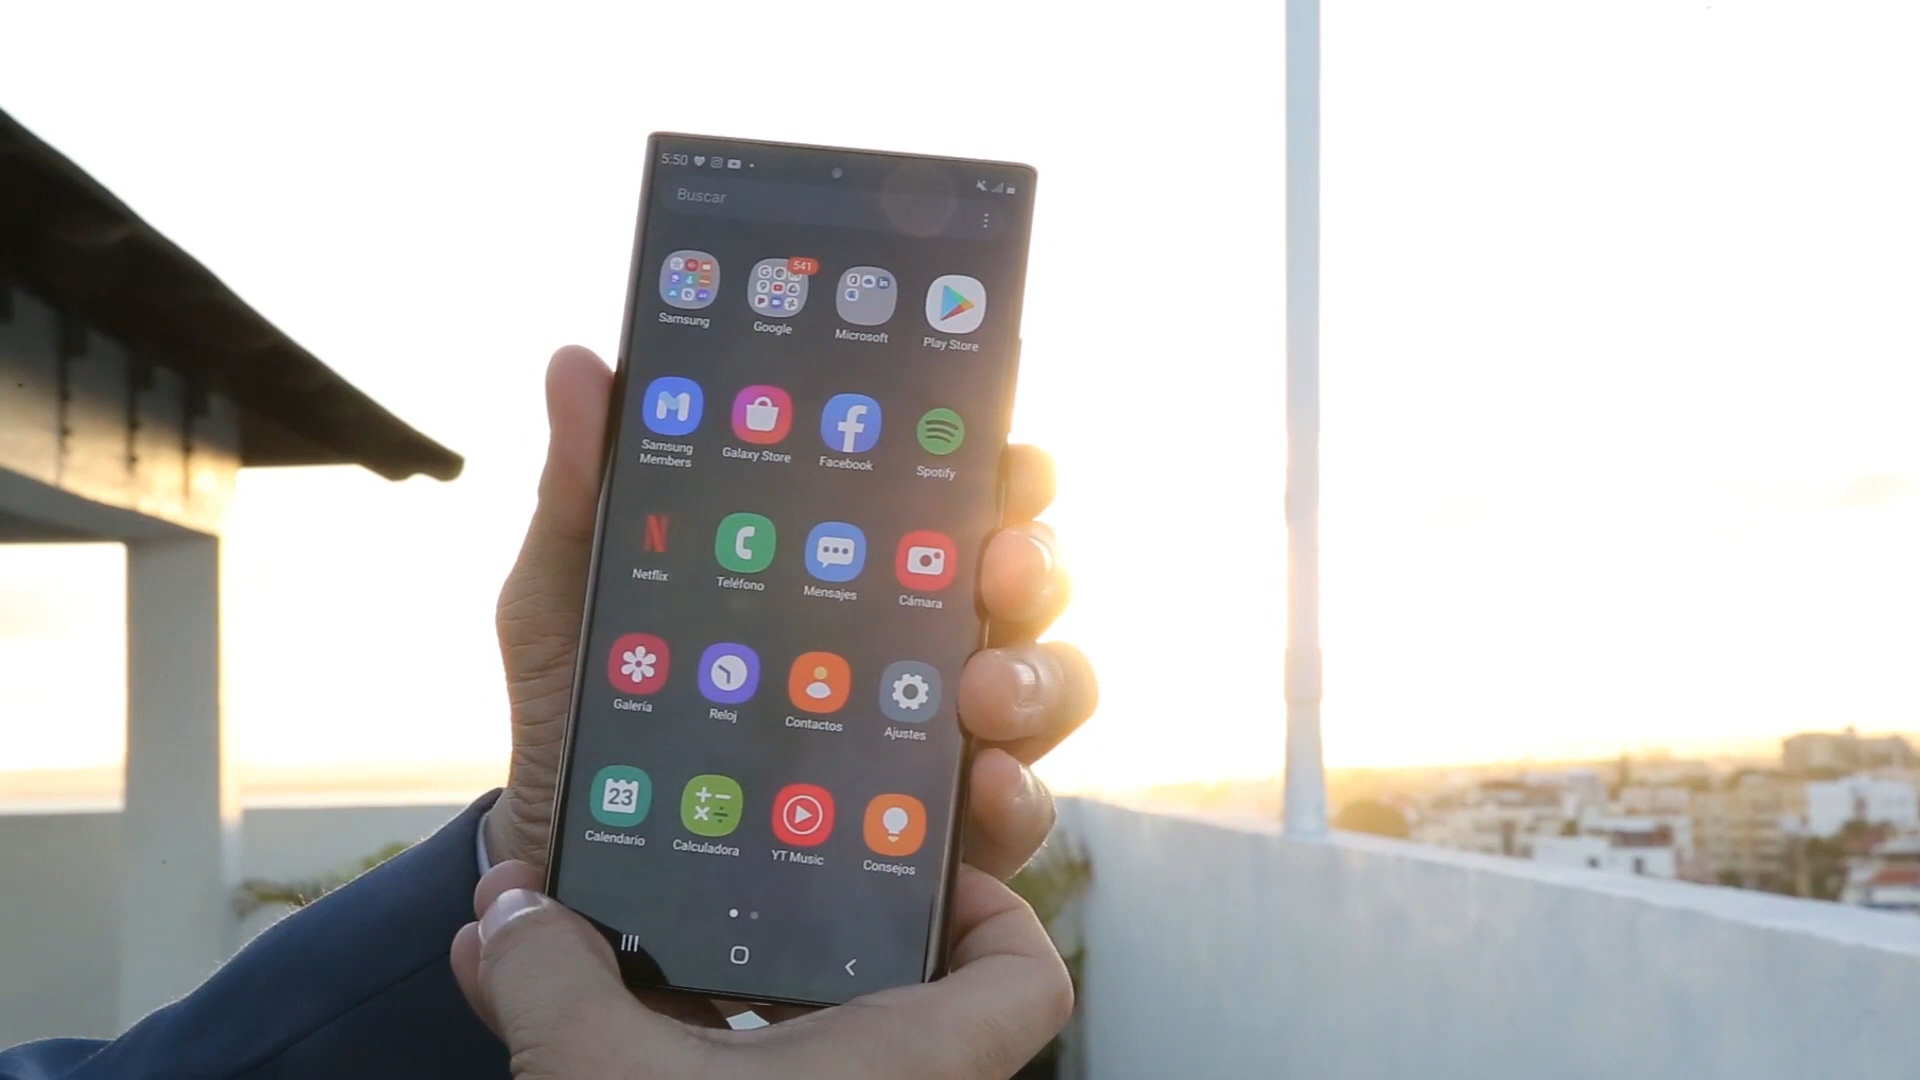 5:50
Buscar
541
Samsung
Google
Microsoft
Play Store
Samsung
Members
Galaxy Store
Facebook
Spotify
N
Netflix
Teléfono
Mensajes
Cámara
Galería
Reloj
Contactos
Ajustes
23
Calendario
Calculadora
YT Music
Consejos